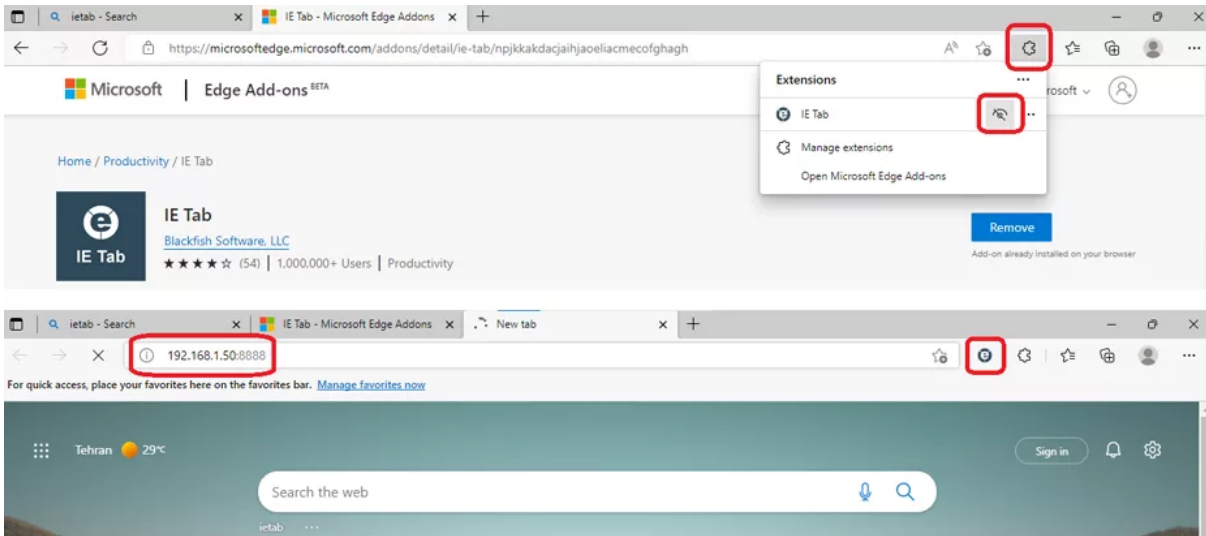 ietab - Search
IE Tab - Microsoft Edge Addons
https://microsoftedge.microsoft.com/addons/detail/ie-tab/npjkkakdacjaihjaoeliacmecofghagh
Microsoft | Edge Add-ons BETA
rosoft
Extensions
IE Tab
Manage extensions
Open Microsoft Edge Add-ons
Home / Productivity / IE Tab
IE Tab
IE Tab
Blackfish Software, LLC
(54) | 1,000,000+ Users | Productivity
Remove
Add-on already installed on your browser
ietab - Search
IE Tab - Microsoft Edge Addons
New tab
192.168.1.50:8888
For quick access, place your favorites here on the favorites bar. Manage favorites now
Tehran 29°C
Sign in
Search the web
ietab